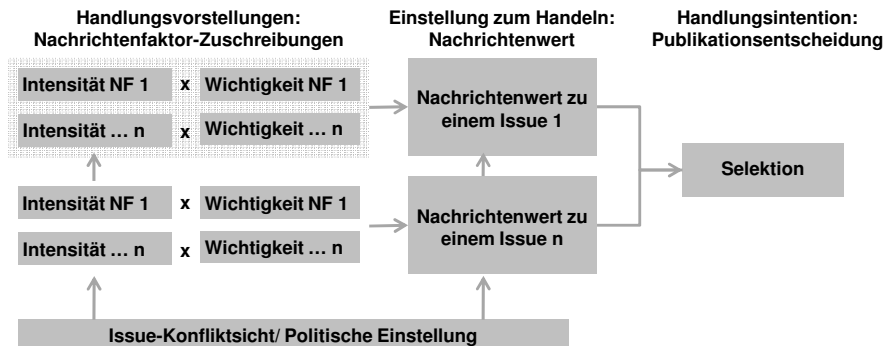 Handlungsvorstellungen:
Nachrichtenfaktor-Zuschreibungen
Einstellung zum Handeln:
Nachrichtenwert
Handlungsintention:
Publikationsentscheidung
Intensität NF 1 x Wichtigkeit NF 1
Intensität … n x Wichtigkeit … n
Nachrichtenwert zu
einem Issue 1
Selektion
Intensität NF 1 x Wichtigkeit NF 1
Intensität … n x Wichtigkeit … n
Nachrichtenwert zu
einem Issue n
Issue-Konfliktsicht/ Politische Einstellung